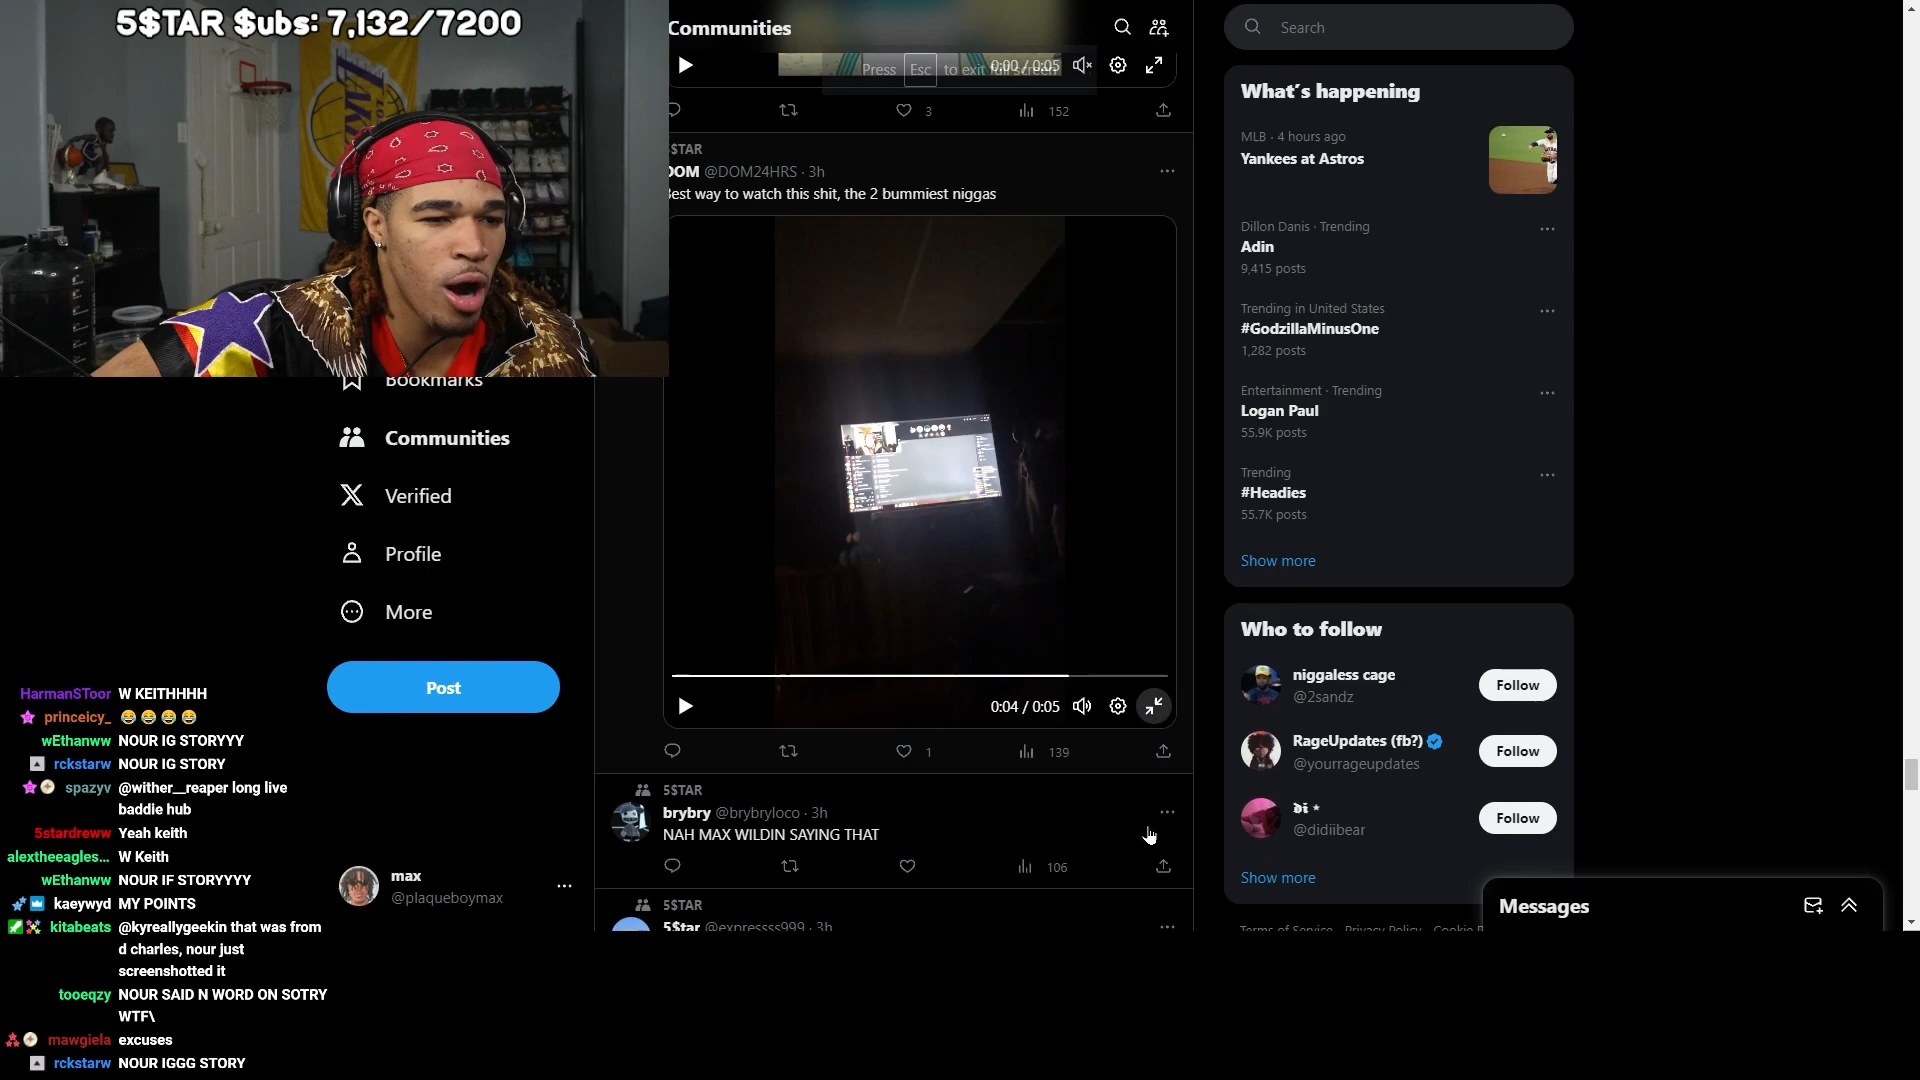 5$TAR $ubs: 7,132/7200
Communities
Press Esc to exit full screen
0:00 / 0:05
3
152
$TAR
DOM @DOM24HRS · 3h
Best way to watch this shit, the 2 bummiest niggas
0:04 / 0:05
1
139
5$TAR
brybry @brybryloco · 3h
NAH MAX WILDIN SAYING THAT
106
5$TAR
5$tar @expressss999 · 3h
Bookmarks
Communities
Verified
Profile
More
Post
max
@plaqueboymax
Search
What's happening
MLB · 4 hours ago
Yankees at Astros
Dillon Danis · Trending
Adin
9,415 posts
Trending in United States
#GodzillaMinusOne
1,282 posts
Entertainment · Trending
Logan Paul
55.9K posts
Trending
#Headies
55.7K posts
Show more
Who to follow
niggaless cage
@2sandz
Follow
RageUpdates (fb?)
@yourrageupdates
Follow
𝖉𝖎 *
@didiibear
Follow
Show more
Messages
Terms of Service Privacy Policy Cookie P
HarmanSToor W KEITHHHH
princeicy_ 😂 😂 😂 😂
wEthanww NOUR IG STORYYY
rckstarw NOUR IG STORY
spazyv @wither__reaper long live
baddie hub
5stardreww Yeah keith
alextheeagles... W Keith
wEthanww NOUR IF STORYYYY
kaeywyd MY POINTS
kitabeats @kyreallygeekin that was from
d charles, nour just
screenshotted it
tooeqzy NOUR SAID N WORD ON SOTRY
WTF\
mawgiela excuses
rckstarw NOUR IGGG STORY